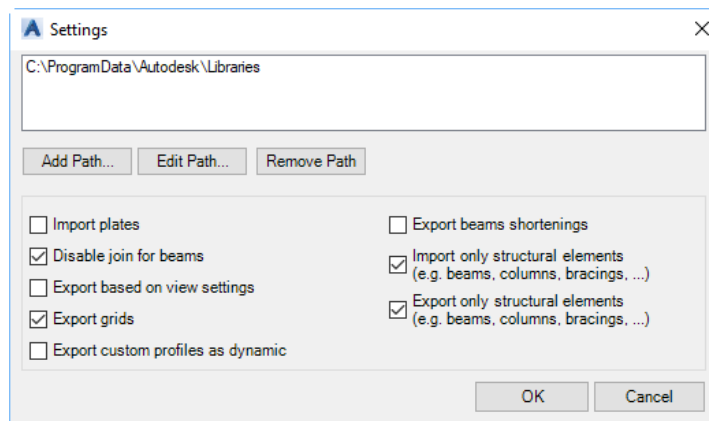 Settings
C:\ProgramData\Autodesk\Libraries
Add Path...
Edit Path...
Remove Path
Import plates
Disable join for beams
Export based on view settings
Export grids
Export custom profiles as dynamic
Export beams shortenings
Import only structural elements
(e.g. beams, columns, bracings, ...)
Export only structural elements
(e.g. beams, columns, bracings, ...)
OK
Cancel